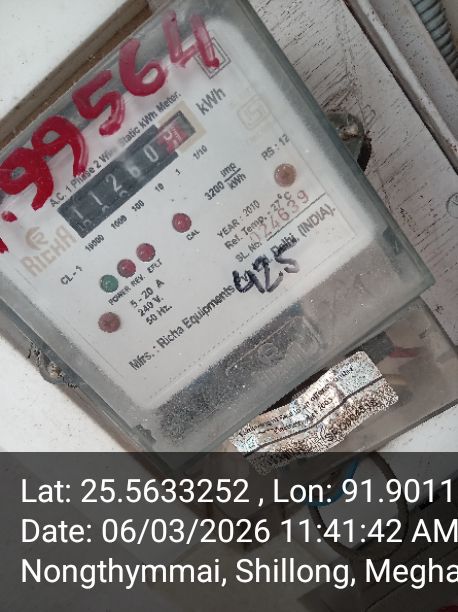 .99564
A.C. 1 Phase 2 Wire Static kWh Meter.
kWh
11260
10000 1000 100 10 1 1/10
RICHA
CL - 1
3200 imp/kWh
RS : 12
POWER REV. EFLT
CAL
YEAR : 2010
Ref. Temp.: 27°C
SL. No. 124639
5 - 20 A
240 V.
50 Hz.
425
Mfrs. : Richa Equipments Delhi (INDIA).
Lat: 25.5633252 , Lon: 91.9011
Date: 06/03/2026 11:41:42 AM
Nongthymmai, Shillong, Megha